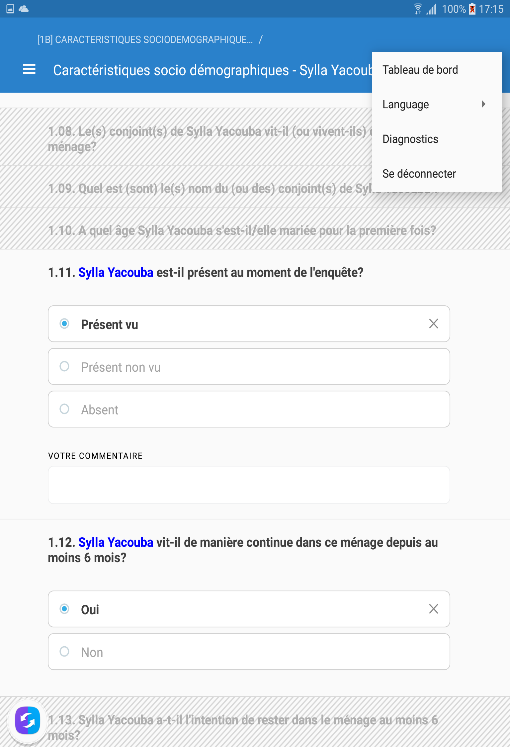 100% 17:15
[1B] CARACTERISTIQUES SOCIODEMOGRAPHIQUE... /
Caractéristiques socio démographiques - Sylla Yacoub
Tableau de bord
Language
Diagnostics
Se déconnecter
1.08. Le(s) conjoint(s) de Sylla Yacouba vit-il (ou vivent-ils)
ménage?
1.09. Quel est (sont) le(s) nom du (ou des) conjoint(s) de
1.10. A quel âge Sylla Yacouba s'est-il/elle mariée pour la première fois?
1.11. Sylla Yacouba est-il présent au moment de l'enquête?
Présent vu
Présent non vu
Absent
VOTRE COMMENTAIRE
1.12. Sylla Yacouba vit-il de manière continue dans ce ménage depuis au
moins 6 mois?
Oui
Non
1.13. Sylla Yacouba a-t-il l'intention de rester dans le ménage au moins 6
mois?